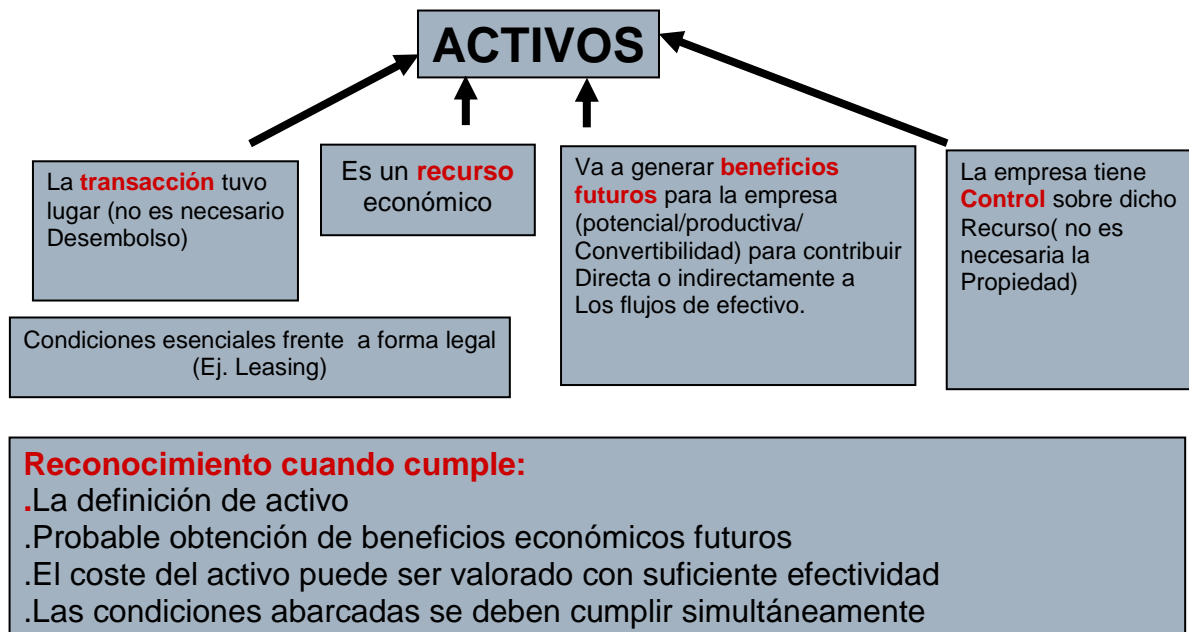 ACTIVOS
La transacción tuvo
lugar (no es necesario
Desembolso)
Es un recurso
económico
Va a generar beneficios
futuros para la empresa
(potencial/productiva/
Convertibilidad) para contribuir
Directa o indirectamente a
Los flujos de efectivo.
La empresa tiene
Control sobre dicho
Recurso( no es
necesaria la
Propiedad)
Condiciones esenciales frente a forma legal
(Ej. Leasing)
Reconocimiento cuando cumple:
.La definición de activo
.Probable obtención de beneficios económicos futuros
.El coste del activo puede ser valorado con suficiente efectividad
.Las condiciones abarcadas se deben cumplir simultáneamente